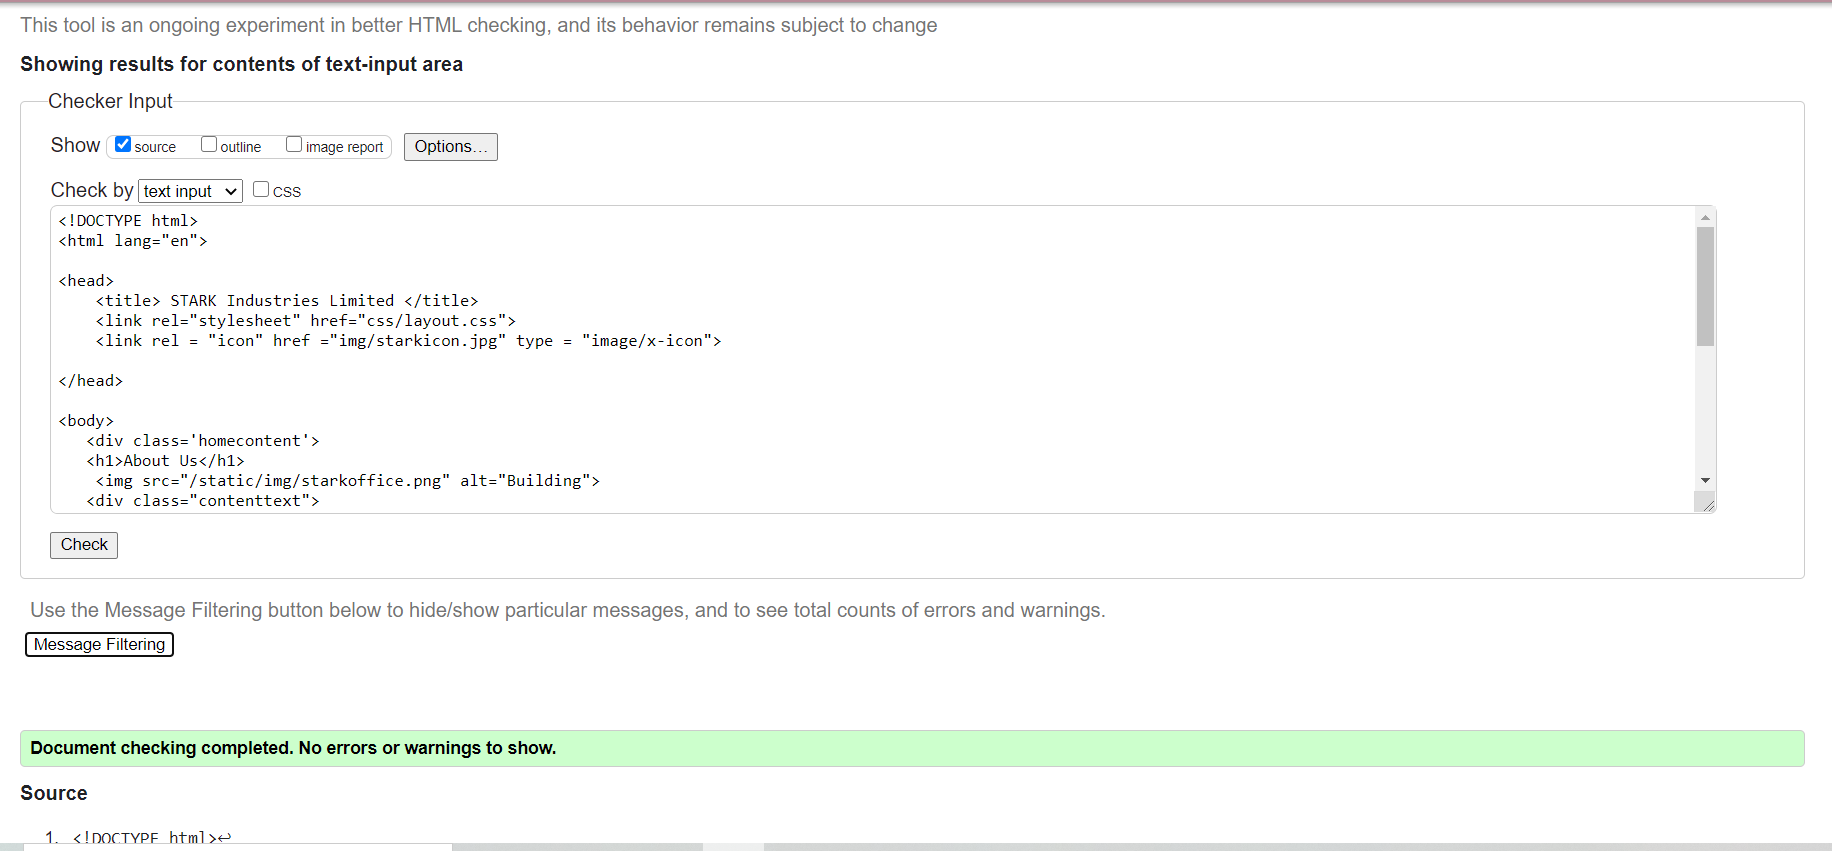 This tool is an ongoing experiment in better HTML checking, and its behavior remains subject to change
Showing results for contents of text-input area
Checker Input
Show source outline image report Options...
Check by text input CSS
<!DOCTYPE html>
<html lang="en">
<head>
<title> STARK Industries Limited </title>
<link rel="stylesheet" href="css/layout.css">
<link rel = "icon" href ="img/starkicon.jpg" type = "image/x-icon">
</head>
<body>
<div class='homecontent'>
<h1>About Us</h1>
<img src="/static/img/starkoffice.png" alt="Building">
<div class="contenttext">
Check
Use the Message Filtering button below to hide/show particular messages, and to see total counts of errors and warnings.
Message Filtering
Document checking completed. No errors or warnings to show.
Source
1. <!DOCTYPE html>↩